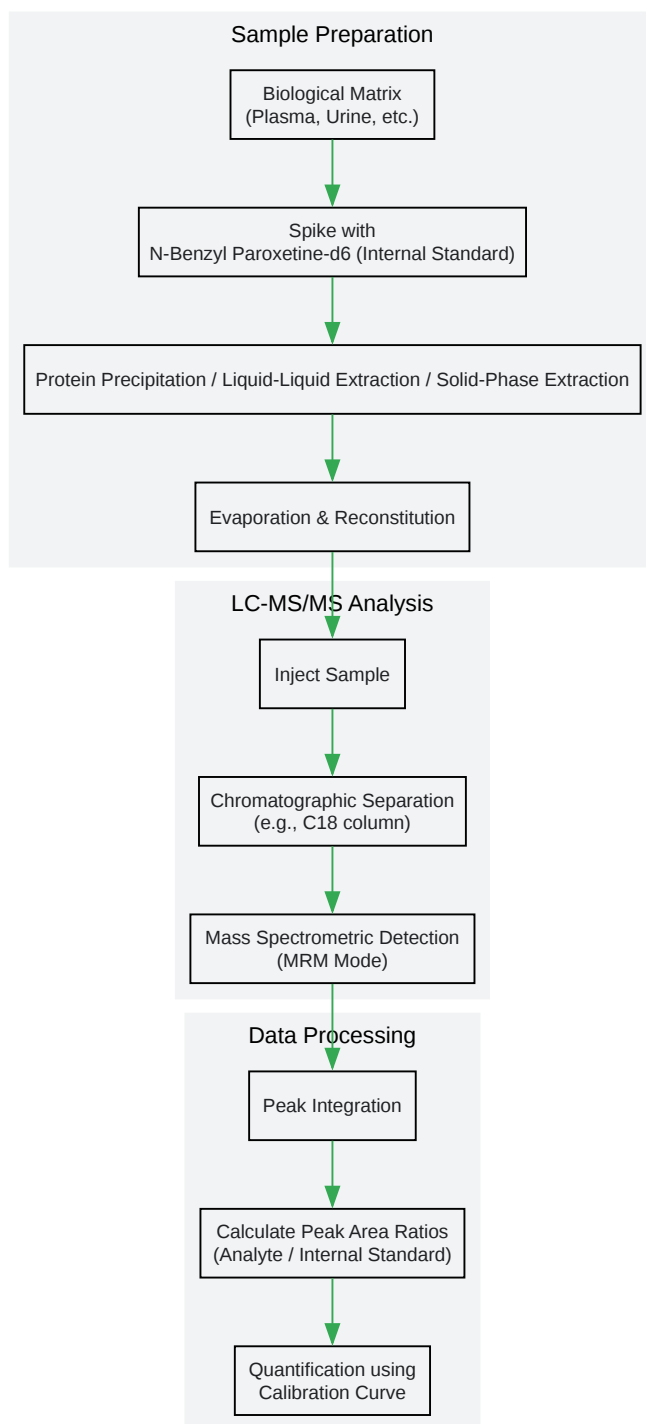 Sample Preparation
Biological Matrix
(Plasma, Urine, etc.)
Spike with
N-Benzyl Paroxetine-d6 (Internal Standard)
Protein Precipitation / Liquid-Liquid Extraction / Solid-Phase Extraction
Evaporation & Reconstitution
LC-MS/MS Analysis
Inject Sample
Chromatographic Separation
(e.g., C18 column)
Mass Spectrometric Detection
(MRM Mode)
Data Processing
Peak Integration
Calculate Peak Area Ratios
(Analyte / Internal Standard)
Quantification using
Calibration Curve